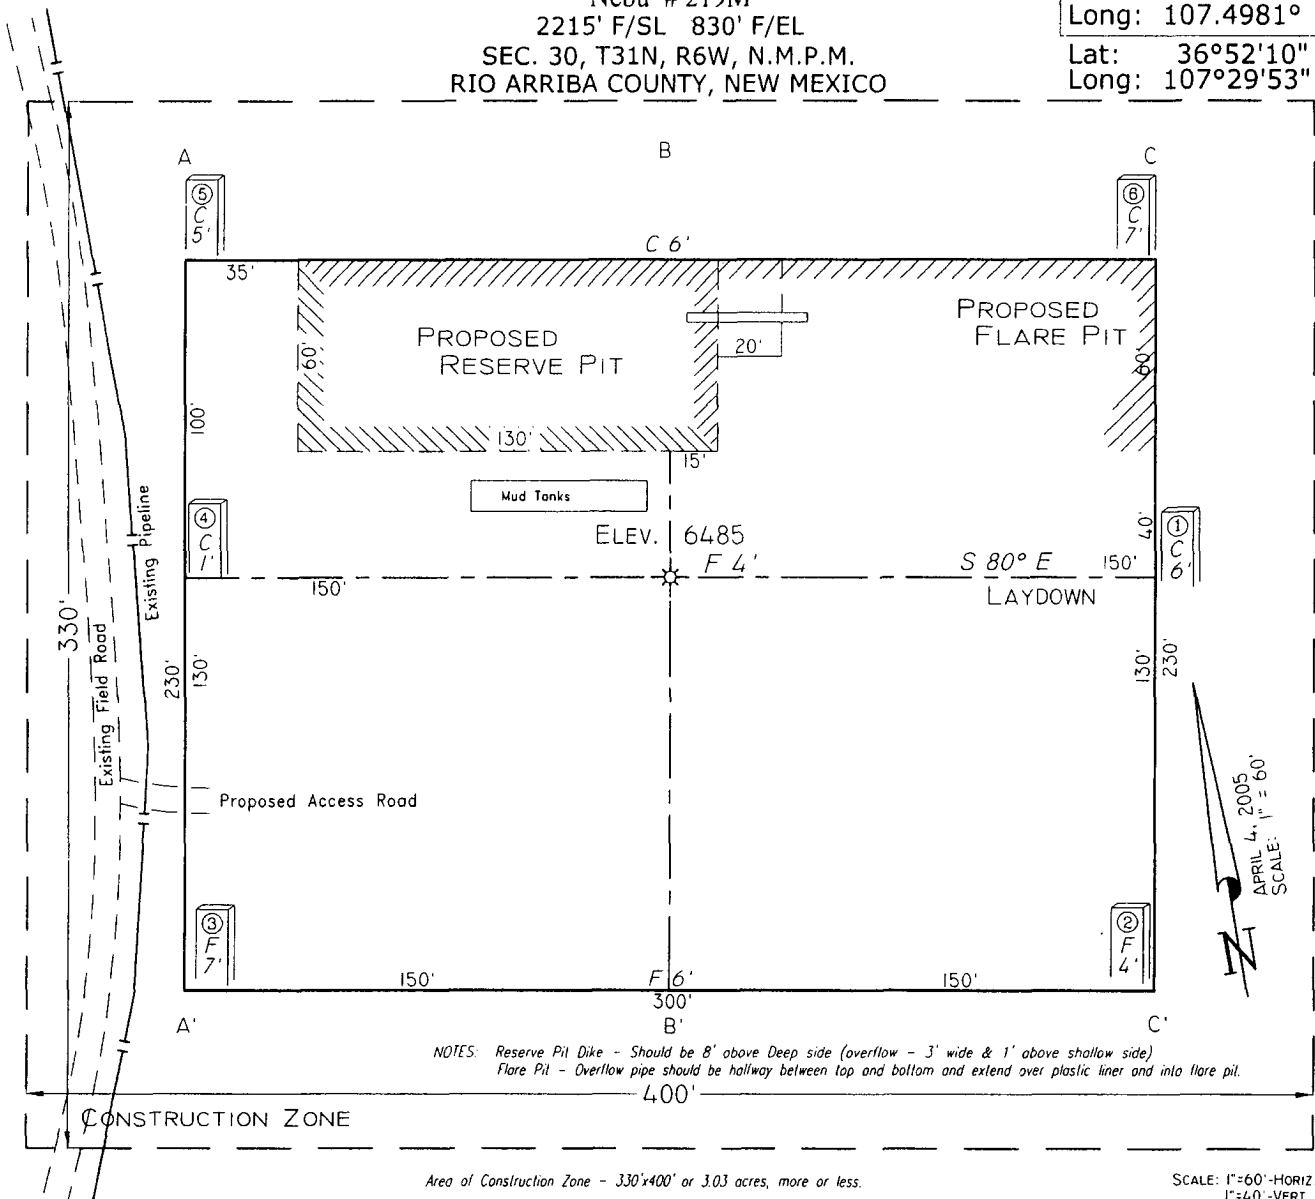 Nebu # 219M
2215' F/SL 830' F/EL
SEC. 30, T31N, R6W, N.M.P.M.
RIO ARRIBA COUNTY, NEW MEXICO
Long: 107.4981°
Lat: 36°52'10"
Long: 107°29'53"
A
B
C
5
C
5'
6
C
7'
C 6'
35'
PROPOSED
RESERVE PIT
60'
130'
20'
PROPOSED
FLARE PIT
60'
100'
15'
Mud Tanks
4
C
1'
ELEV. 6485
F 4'
S 80° E
150'
LAYDOWN
40'
1
C
6'
150'
Existing Pipeline
330'
Existing Field Road
230'
130'
130'
230'
Proposed Access Road
APRIL 4, 2005
SCALE: 1" = 60'
N
3
F
7'
2
F
4'
150'
F 6'
150'
300'
A'
B'
C'
NOTES: Reserve Pit Dike - Should be 8' above Deep side (overflow - 3' wide & 1' above shallow side)
Flare Pit - Overflow pipe should be halfway between top and bottom and extend over plastic liner and into flare pit.
400'
CONSTRUCTION ZONE
Area of Construction Zone - 330'x400' or 3.03 acres, more or less.
SCALE: 1"=60'-HORIZ
1"=40'-VERT.